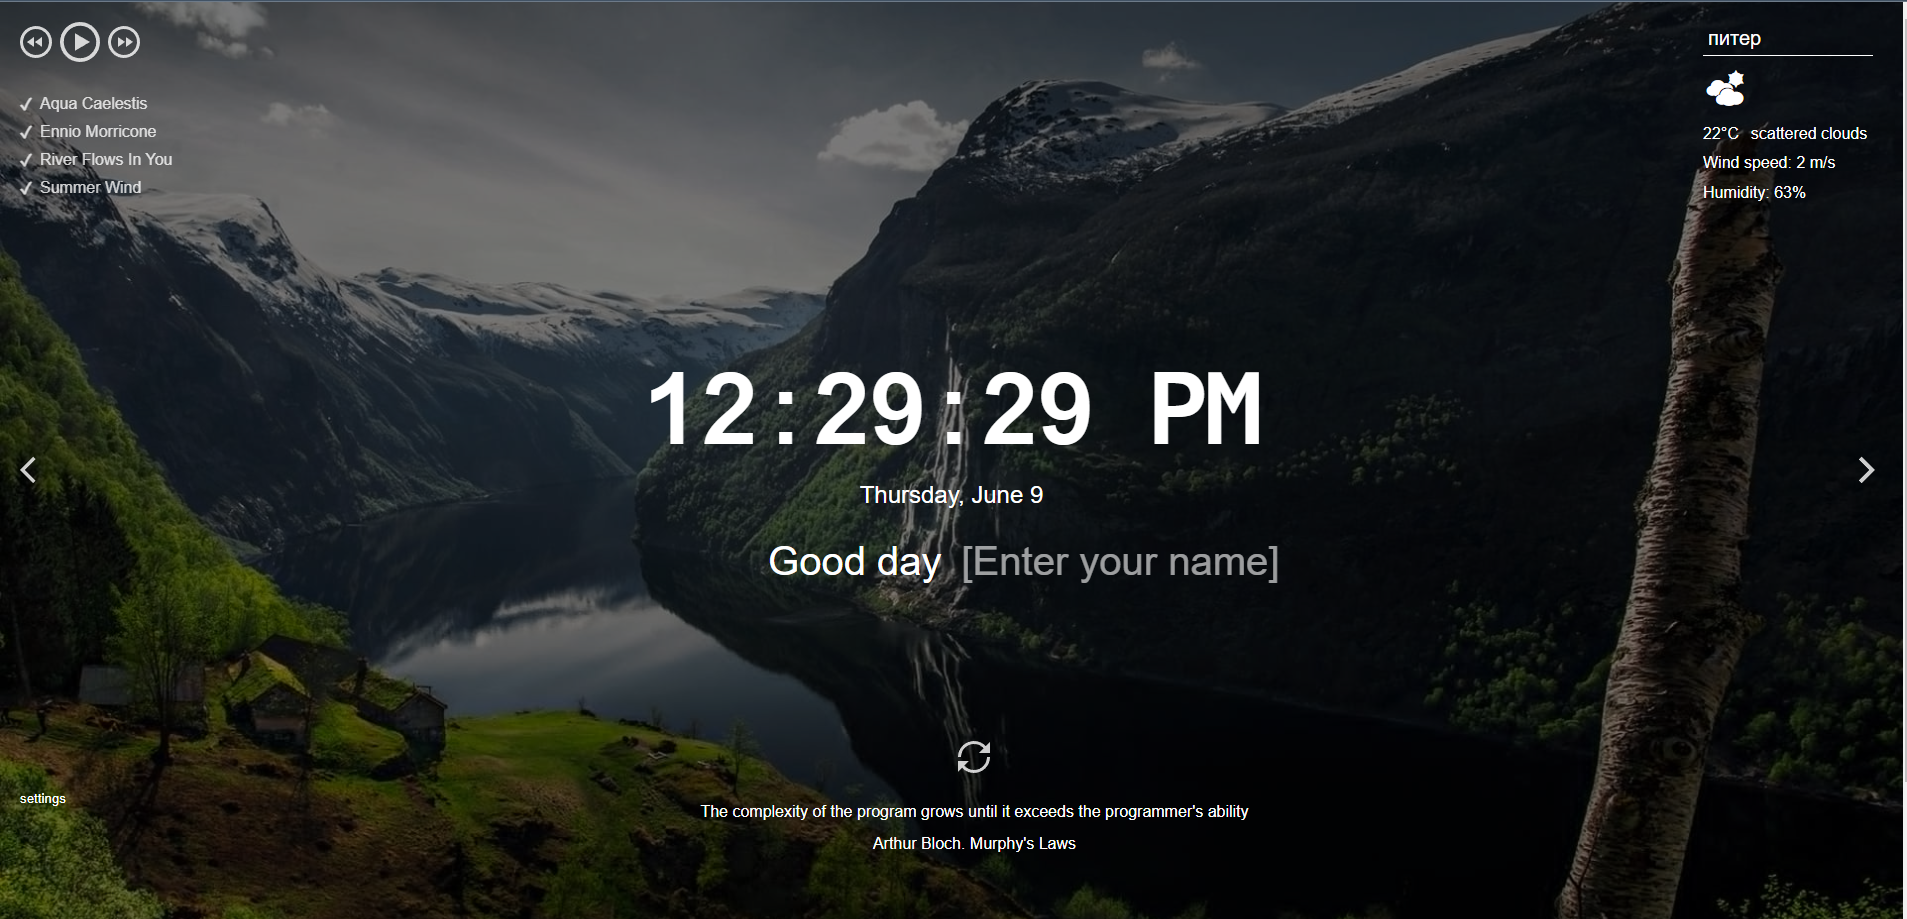 Aqua Caelestis
Ennio Morricone
River Flows In You
Summer Wind
питер
22°C scattered clouds
Wind speed: 2 m/s
Humidity: 63%
12:29:29 PM
Thursday, June 9
Good day [Enter your name]
settings
The complexity of the program grows until it exceeds the programmer's ability
Arthur Bloch. Murphy's Laws